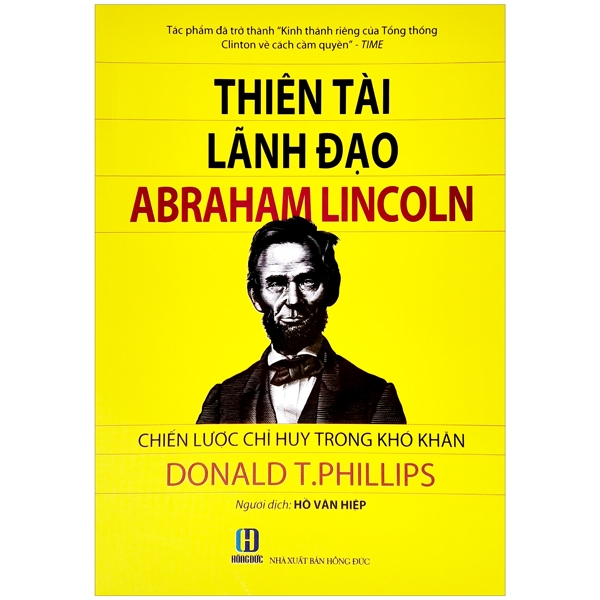 Tác phẩm đã trở thành "Kinh thánh riêng của Tổng thống
Clinton về cách cầm quyền" - TIME
THIÊN TÀI
LÃNH ĐẠO
ABRAHAM LINCOLN
CHIẾN LƯỢC CHỈ HUY TRONG KHÓ KHĂN
DONALD T.PHILLIPS
Người dịch: HỒ VĂN HIỆP
HỒNG ĐỨC
NHÀ XUẤT BẢN HỒNG ĐỨC